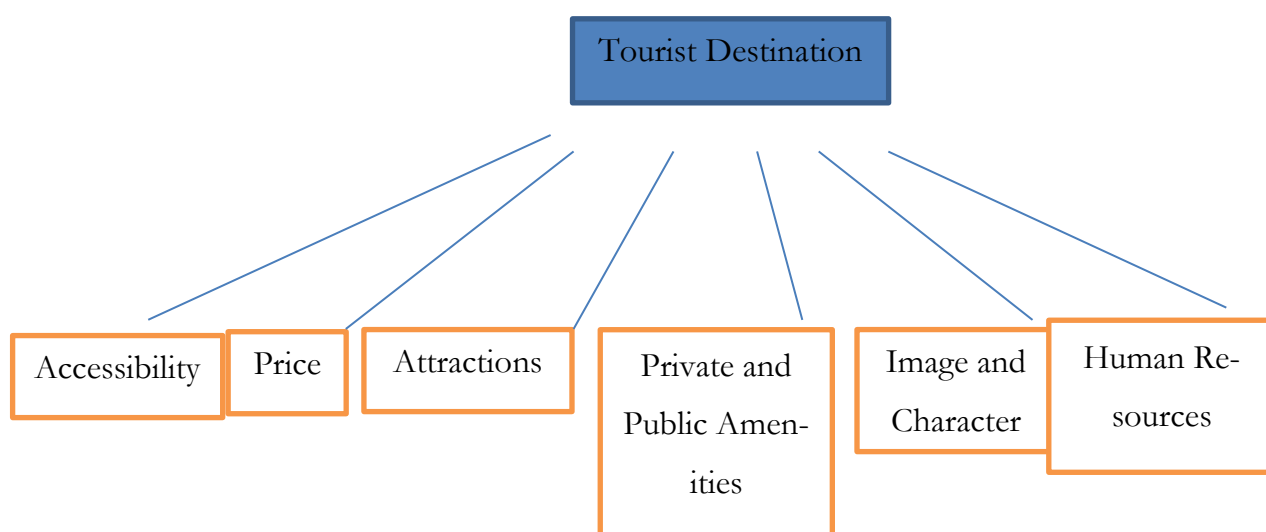 Tourist Destination
Accessibility
Price
Attractions
Private and
Public Amen-
ities
Image and
Character
Human Re-
sources